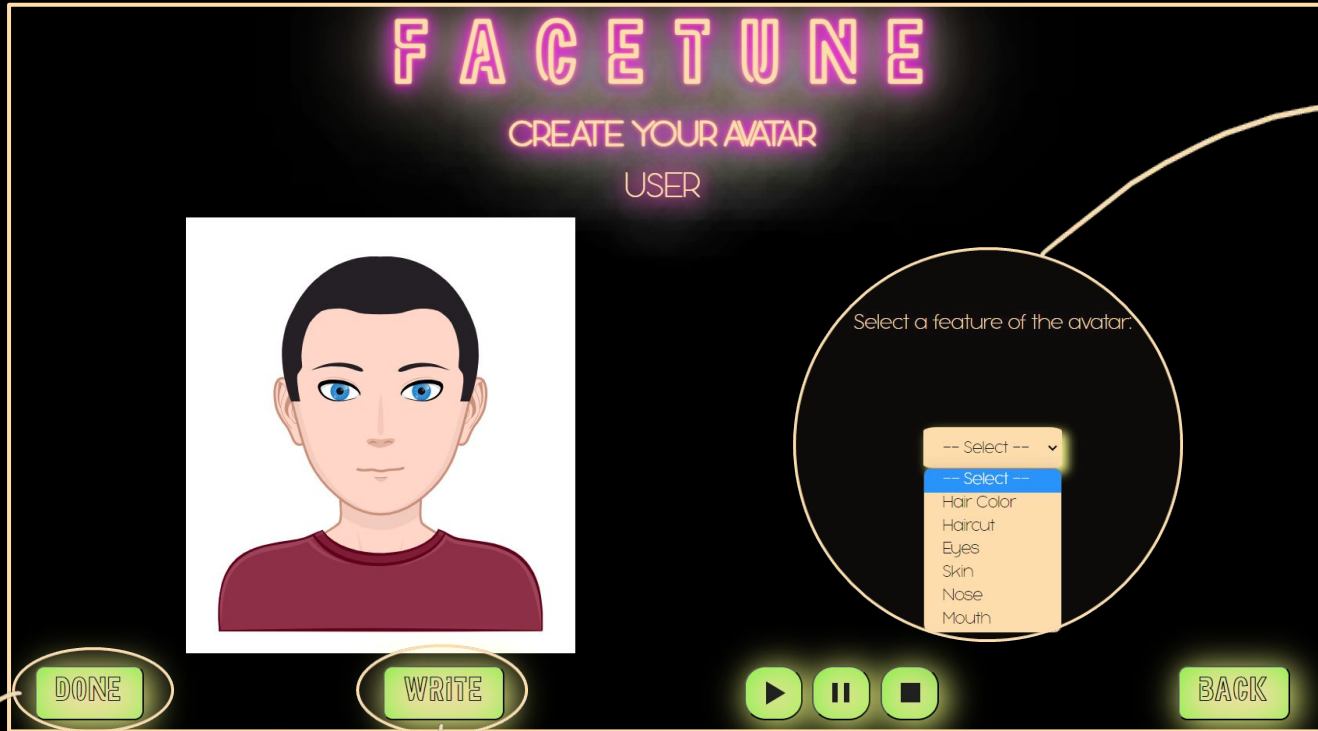 FACETUNE
CREATE YOUR AVATAR
USER
Select a feature of the avatar:
-- Select --
-- Select --
Hair Color
Haircut
Eyes
Skin
Nose
Mouth
DONE
WRITE
BACK